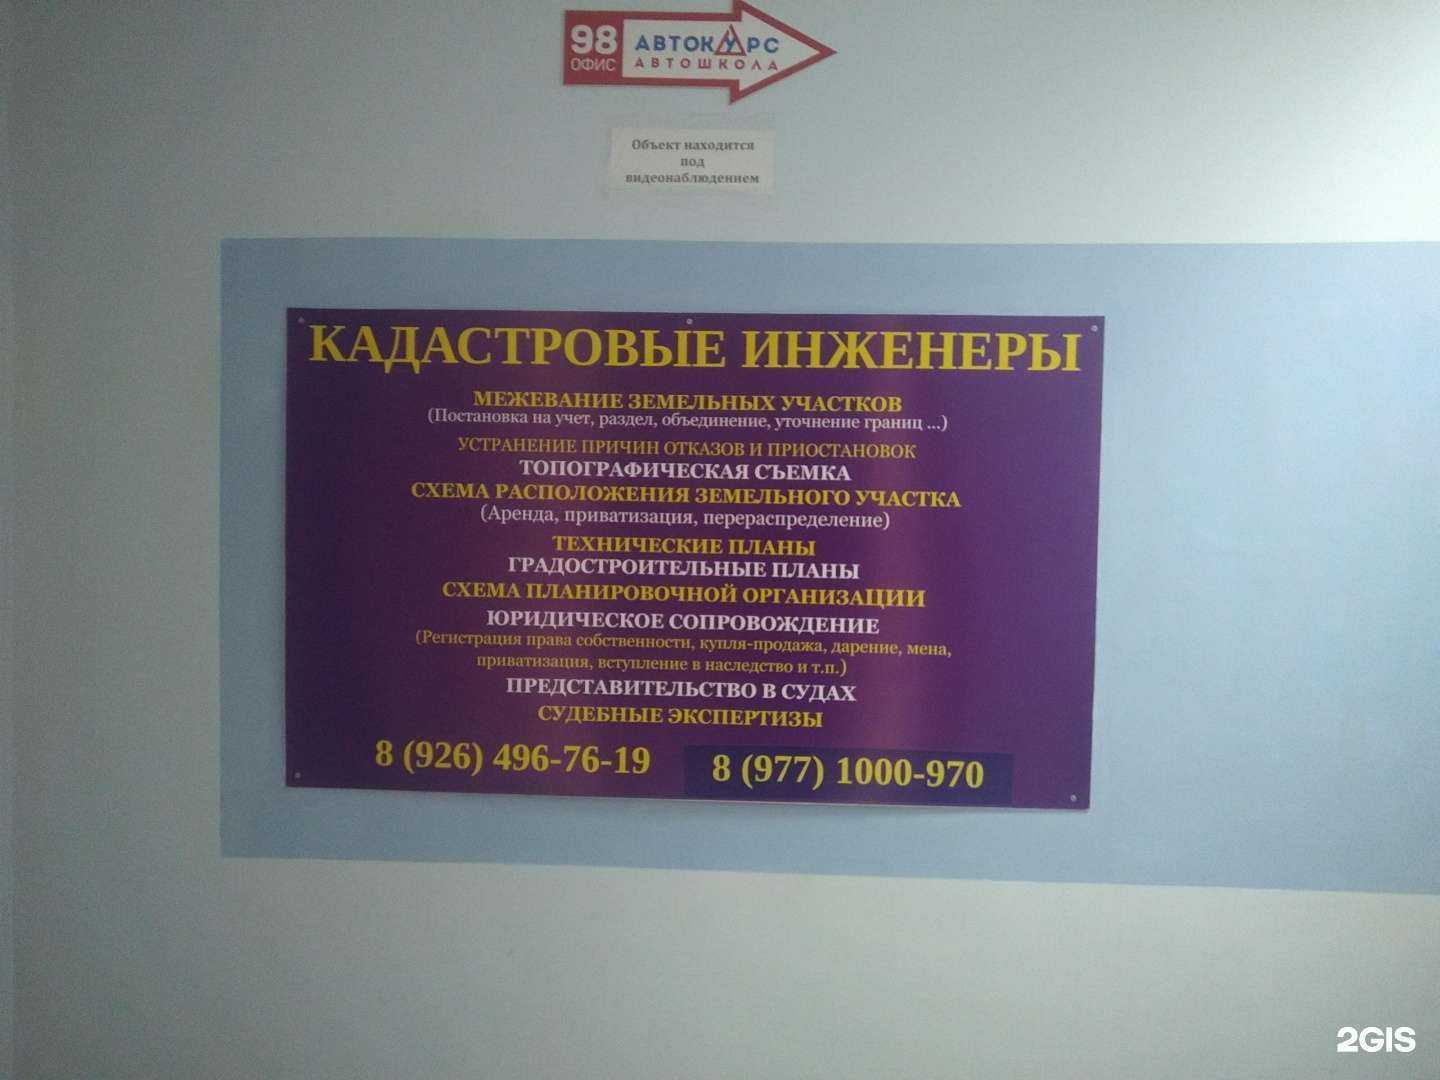 98
ОФИС
АВТОКУРС
АВТОШКОЛА
Объект находится
под
видеонаблюдением
КАДАСТРОВЫЕ ИНЖЕНЕРЫ
МЕЖЕВАНИЕ ЗЕМЕЛЬНЫХ УЧАСТКОВ
(Постановка на учет, раздел, объединение, уточнение границ ...)
УСТРАНЕНИЕ ПРИЧИН ОТКАЗОВ И ПРИОСТАНОВОК
ТОПОГРАФИЧЕСКАЯ СЪЕМКА
СХЕМА РАСПОЛОЖЕНИЯ ЗЕМЕЛЬНОГО УЧАСТКА
(Аренда, приватизация, перераспределение)
ТЕХНИЧЕСКИЕ ПЛАНЫ
ГРАДОСТРОИТЕЛЬНЫЕ ПЛАНЫ
СХЕМА ПЛАНИРОВОЧНОЙ ОРГАНИЗАЦИИ
ЮРИДИЧЕСКОЕ СОПРОВОЖДЕНИЕ
(Регистрация права собственности, купля-продажа, дарение, мена,
приватизация, вступление в наследство и т.п.)
ПРЕДСТАВИТЕЛЬСТВО В СУДАХ
СУДЕБНЫЕ ЭКСПЕРТИЗЫ
8 (926) 496-76-19 8 (977) 1000-970
2GIS